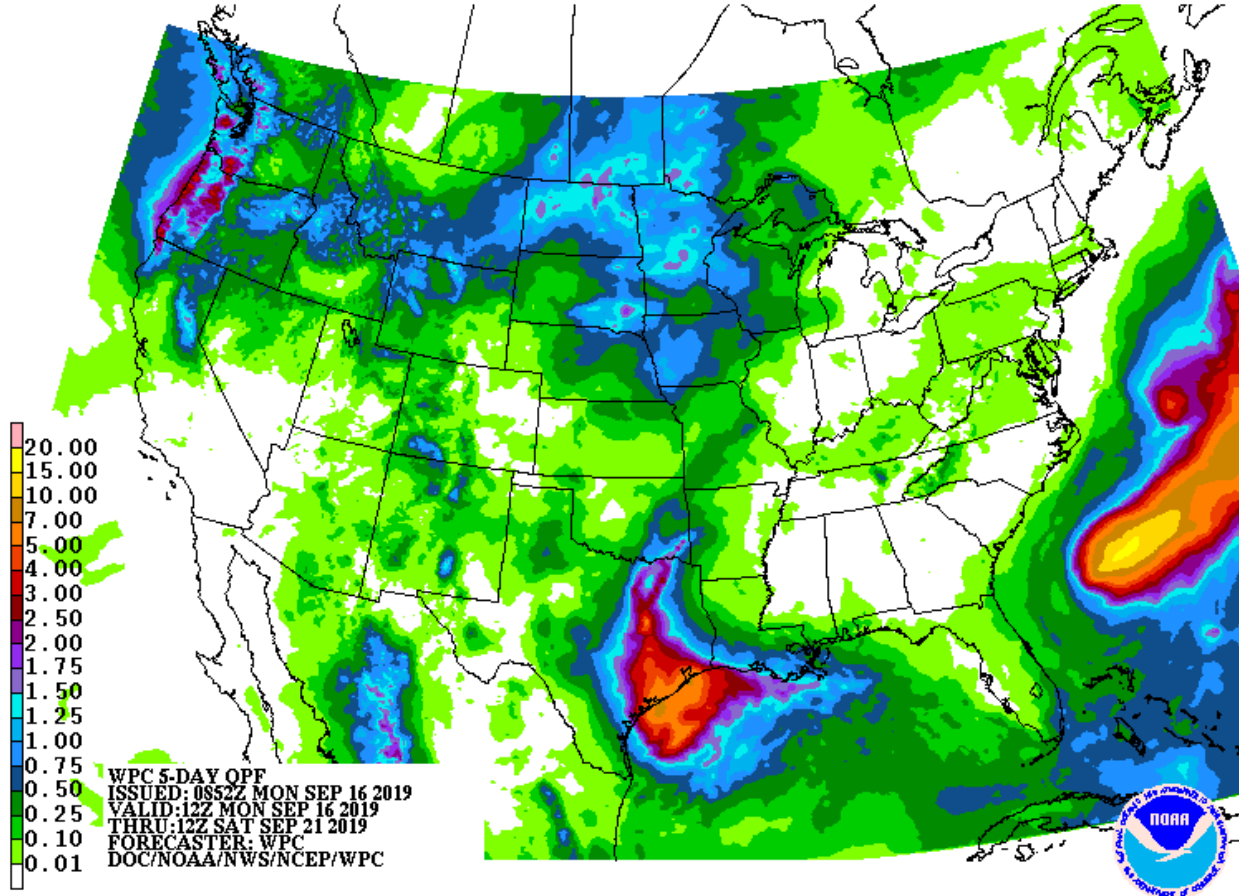 20.00
15.00
10.00
7.00
5.00
4.00
3.00
2.50
2.00
1.75
1.50
1.25
1.00
0.75
0.50
0.25
0.10
0.01
WPC 5-DAY QPF
ISSUED: 0852Z MON SEP 16 2019
VALID:12Z MON SEP 16 2019
THRU:12Z SAT SEP 21 2019
FORECASTER: WPC
DOC/NOAA/NWS/NCEP/WPC
NOAA